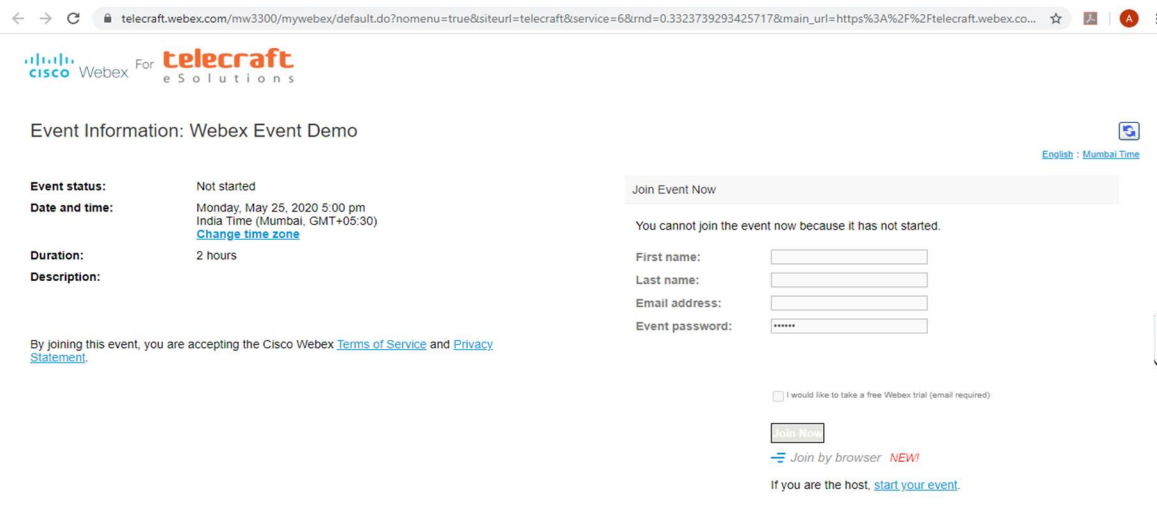 telecraft.webex.com/mw3300/mywebex/default.do?nomenu=true&siteurl=telecraft&service=6&rnd=0.3323739293425717&main_url=https%3A%2F%2Ftelecraft.webex.co...
A
cisco Webex For telecraft
eSolutions
Event Information: Webex Event Demo
English : Mumbai Time
Event status: Not started
Date and time: Monday, May 25, 2020 5:00 pm
India Time (Mumbai, GMT+05:30)
Change time zone
Duration: 2 hours
Description:
By joining this event, you are accepting the Cisco Webex Terms of Service and Privacy
Statement.
Join Event Now
You cannot join the event now because it has not started.
First name:
Last name:
Email address:
Event password: ••••••
I would like to take a free Webex trial (email required)
Join Now
Join by browser NEW!
If you are the host, start your event.